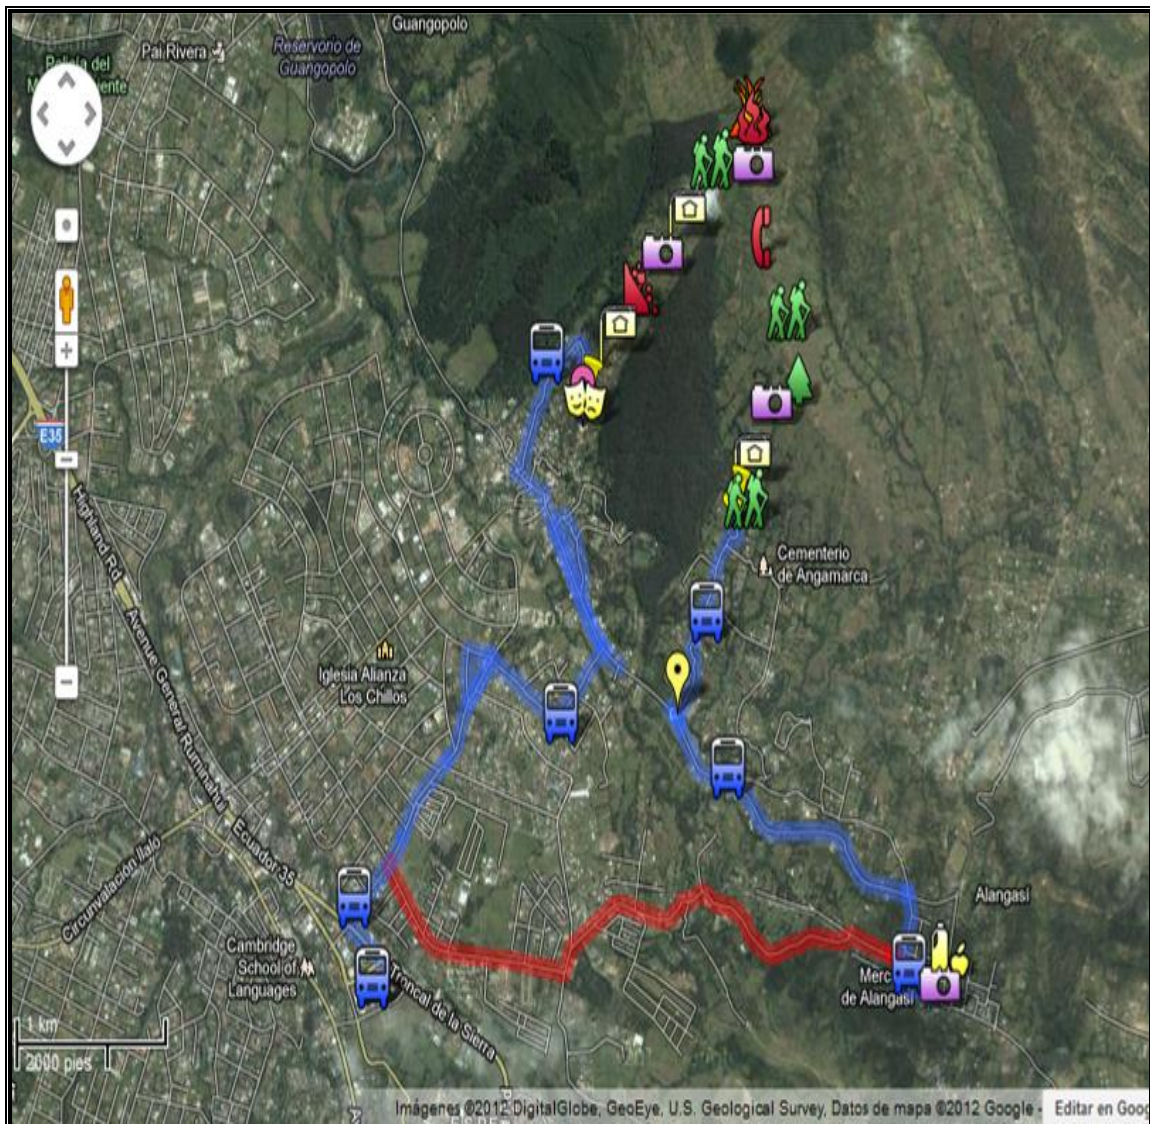 Guangopolo
Pai Rivera
Reservorio de
Guangopolo
E35
Highland Rd
Avenue General Rumiñahui
Ecuador 35
Cementerio
de Angamarca
Iglesia Alianza
Los Chillos
Circunvalación Ilaló
Cambridge
School of
Languages
Troncal de la Sierra
Alangasí
Merc
de Alangasí
1 km
2000 pies
Imágenes ©2012 DigitalGlobe, GeoEye, U.S. Geological Survey, Datos de mapa ©2012 Google -
Editar en Goog